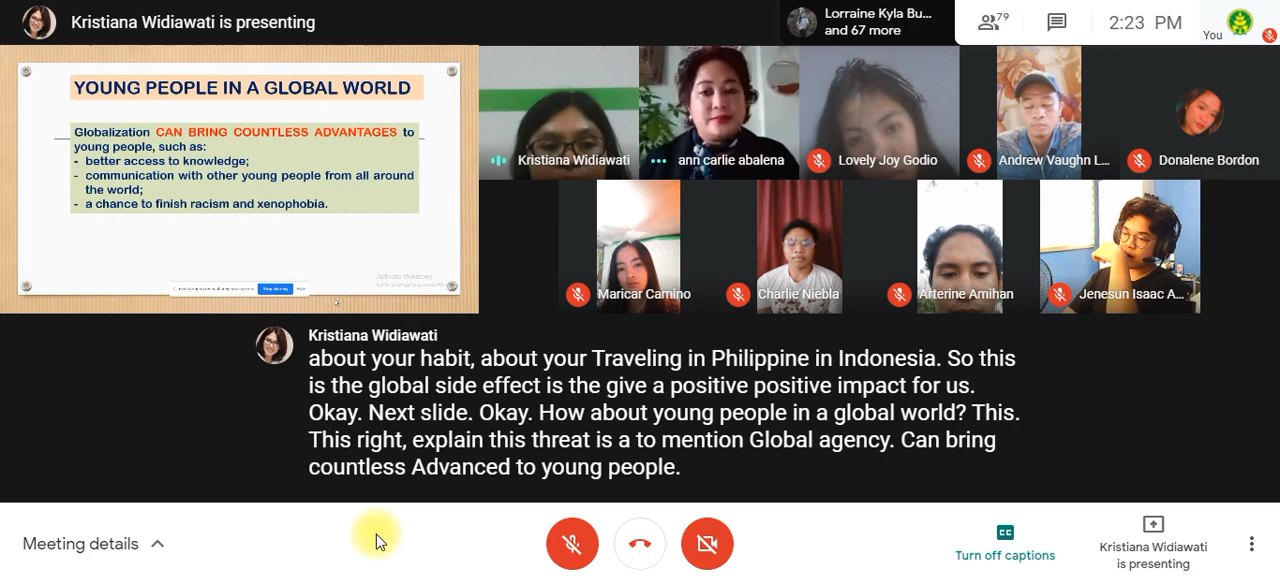 Kristiana Widiawati is presenting
Lorraine Kyla Bu...
and 67 more
79
2:23 PM
You
YOUNG PEOPLE IN A GLOBAL WORLD
Globalization CAN BRING COUNTLESS ADVANTAGES to
young people, such as:
- better access to knowledge;
- communication with other young people from all around
the world;
- a chance to finish racism and xenophobia.
Activate Windows
Stop sharing
Hide
Kristiana Widiawati
ann carlie abalena
Lovely Joy Godio
Andrew Vaughn L...
Donalene Bordon
Maricar Camino
Charlie Niebla
Arterine Amihan
Jenesun Isaac A...
Kristiana Widiawati
about your habit, about your Traveling in Philippine in Indonesia. So this
is the global side effect is the give a positive positive impact for us.
Okay. Next slide. Okay. How about young people in a global world? This.
This right, explain this threat is a to mention Global agency. Can bring
countless Advanced to young people.
Meeting details
CC
Turn off captions
Kristiana Widiawati
is presenting